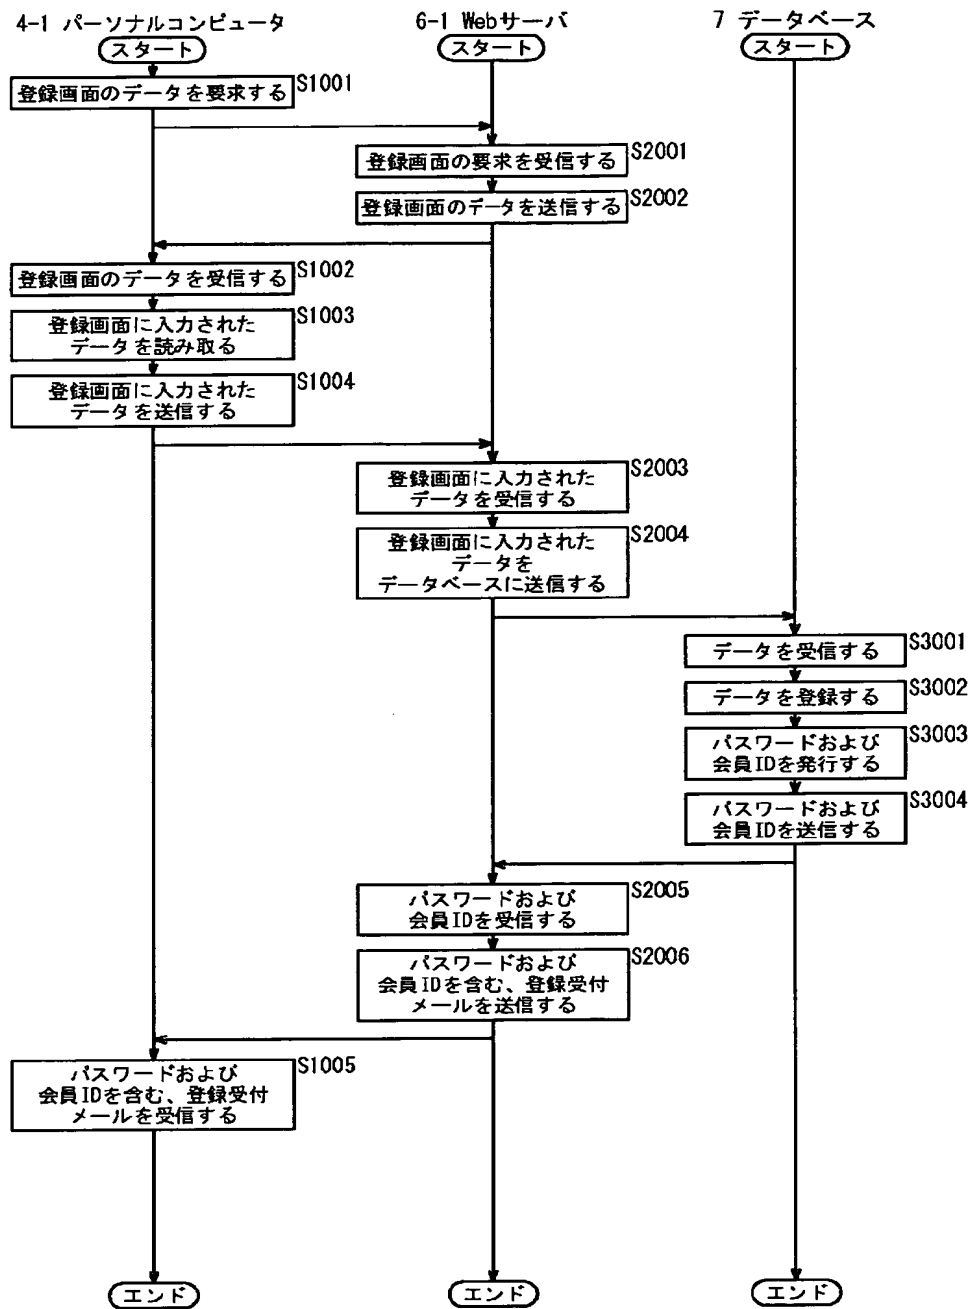 4-1 パーソナルコンピュータ
6-1 Webサーバ
7 データベース
スタート
スタート
スタート
登録画面のデータを要求する
S1001
登録画面の要求を受信する
S2001
登録画面のデータを送信する
S2002
登録画面のデータを受信する
S1002
登録画面に入力された
データを読み取る
S1003
登録画面に入力された
データを送信する
S1004
登録画面に入力された
データを受信する
S2003
登録画面に入力された
データを
データベースに送信する
S2004
データを受信する
S3001
データを登録する
S3002
パスワードおよび
会員IDを発行する
S3003
パスワードおよび
会員IDを送信する
S3004
パスワードおよび
会員IDを受信する
S2005
パスワードおよび
会員IDを含む、登録受付
メールを送信する
S2006
パスワードおよび
会員IDを含む、登録受付
メールを受信する
S1005
エンド
エンド
エンド